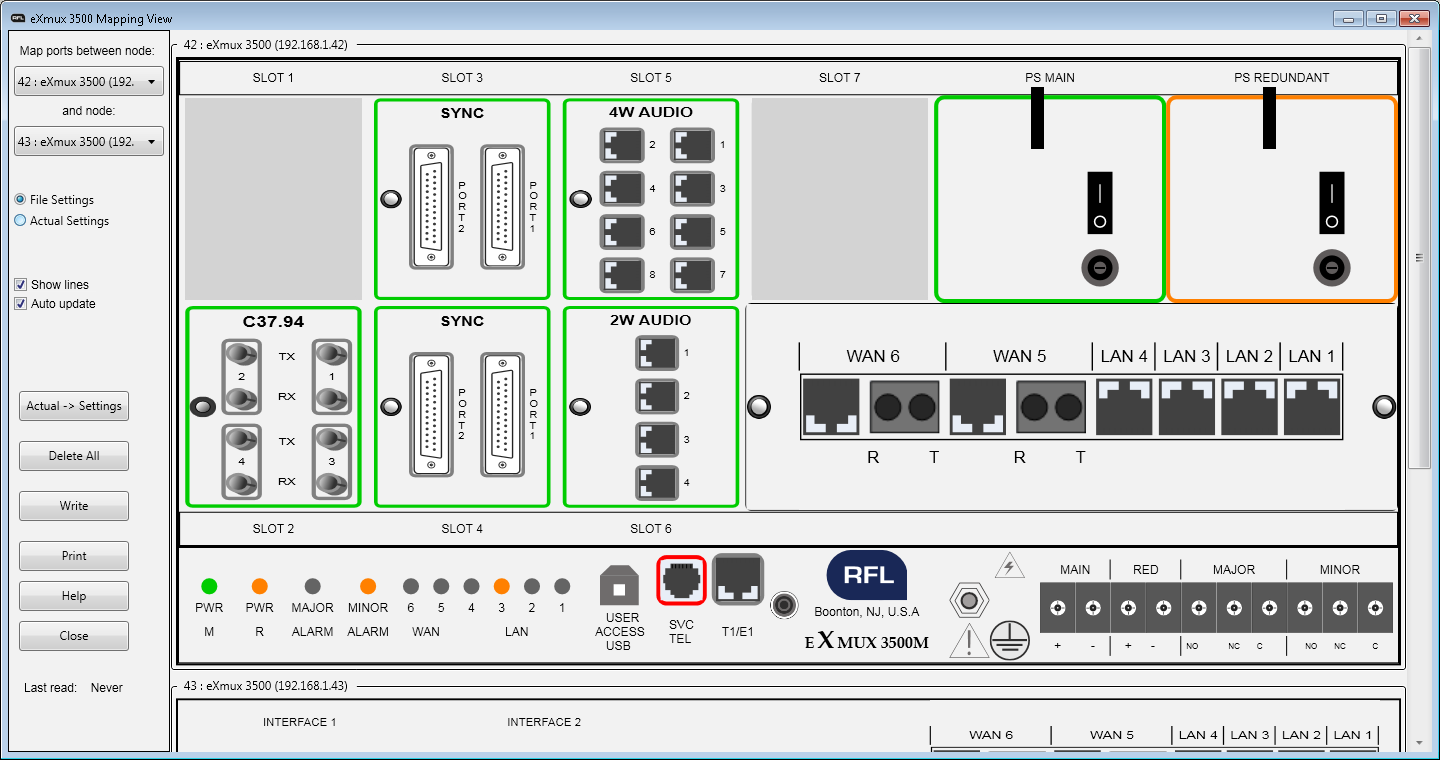 RFL eXmux 3500 Mapping View
Map ports between node:
42 : eXmux 3500 (192.
and node:
43 : eXmux 3500 (192.
File Settings
Actual Settings
Show lines
Auto update
Actual -> Settings
Delete All
Write
Print
Help
Close
Last read: Never
42 : eXmux 3500 (192.168.1.42)
SLOT 1 SLOT 3 SLOT 5 SLOT 7 PS MAIN PS REDUNDANT
SYNC
PORT2
PORT1
4W AUDIO
2 1
4 3
6 5
8 7
C37.94
TX
2 1
RX
TX
4 3
RX
SYNC
PORT2
PORT1
2W AUDIO
1
2
3
4
WAN 6 WAN 5 LAN 4 LAN 3 LAN 2 LAN 1
R T R T
SLOT 2 SLOT 4 SLOT 6
PWR PWR MAJOR MINOR 6 5 4 3 2 1
M R ALARM ALARM WAN LAN
USER
ACCESS
USB
SVC
TEL
T1/E1
RFL
Boonton, NJ, U.S.A
EXMUX 3500M
MAIN RED MAJOR MINOR
+ - + - NO NC C NO NC C
43 : eXmux 3500 (192.168.1.43)
INTERFACE 1 INTERFACE 2
WAN 6 WAN 5 LAN 4 LAN 3 LAN 2 LAN 1